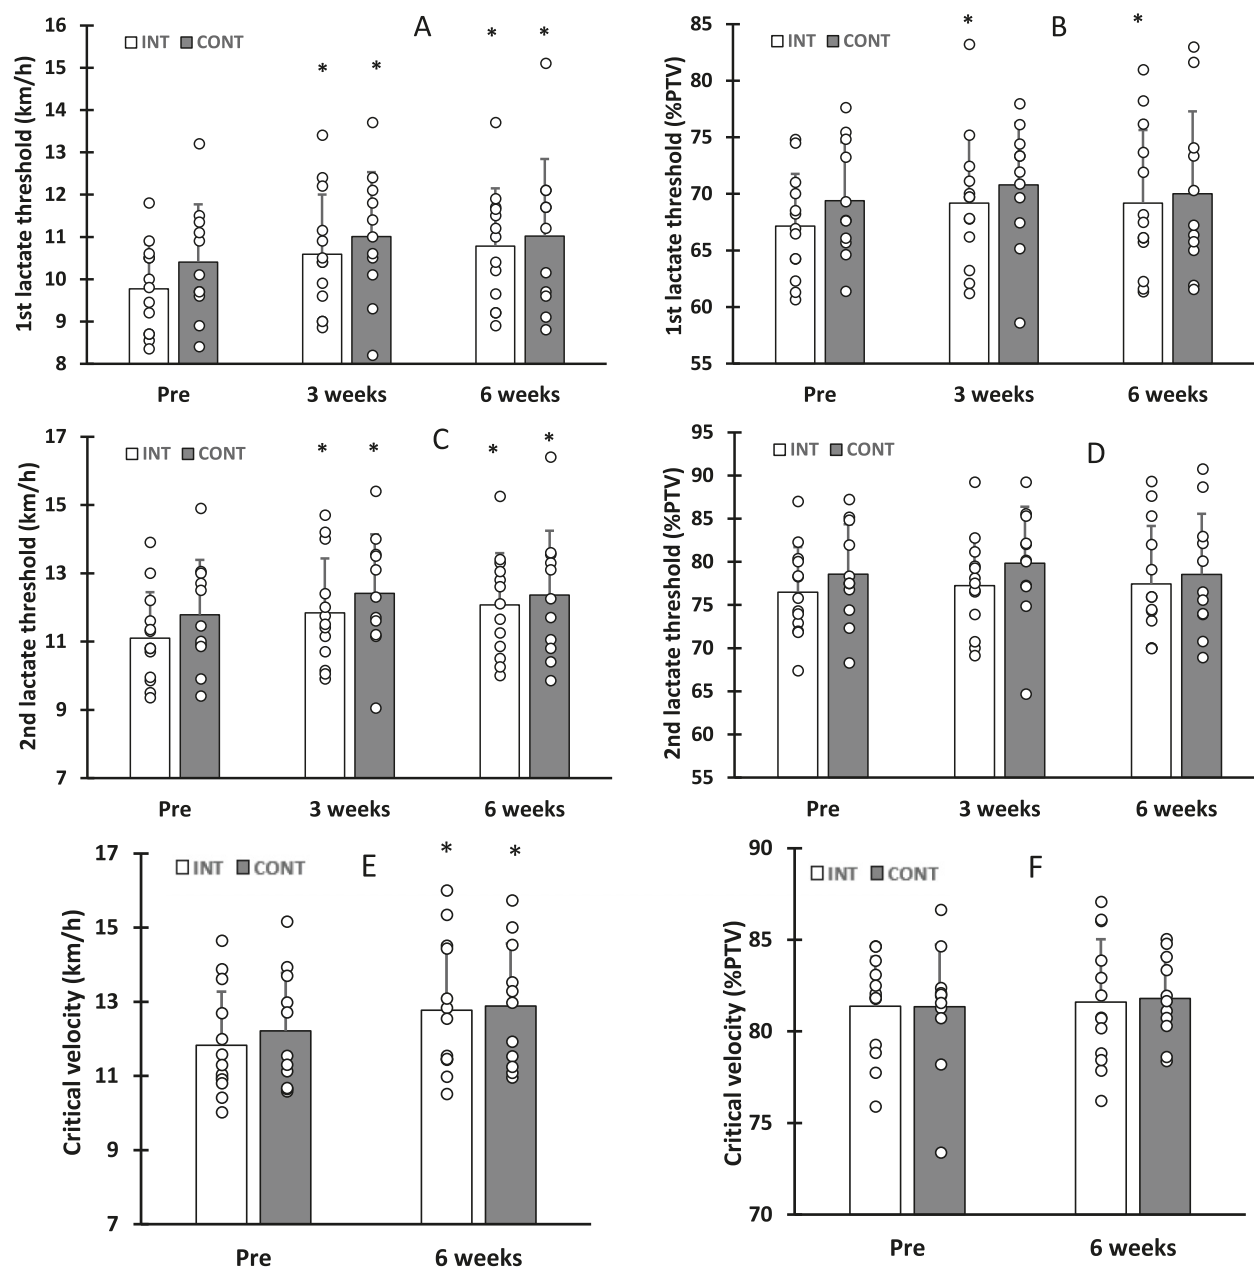 A
INT CONT
1st lactate threshold (km/h)
16
15
14
13
12
11
10
9
8
* * * *
Pre 3 weeks 6 weeks
B
INT CONT
1st lactate threshold (%PTV)
85
80
75
70
65
60
55
* *
Pre 3 weeks 6 weeks
C
INT CONT
2nd lactate threshold (km/h)
17
15
13
11
9
7
* * * *
Pre 3 weeks 6 weeks
D
INT CONT
2nd lactate threshold (%PTV)
95
90
85
80
75
70
65
60
55
Pre 3 weeks 6 weeks
E
INT CONT
Critical velocity (km/h)
17
15
13
11
9
7
* *
Pre 6 weeks
F
INT CONT
Critical velocity (%PTV)
90
85
80
75
70
Pre 6 weeks